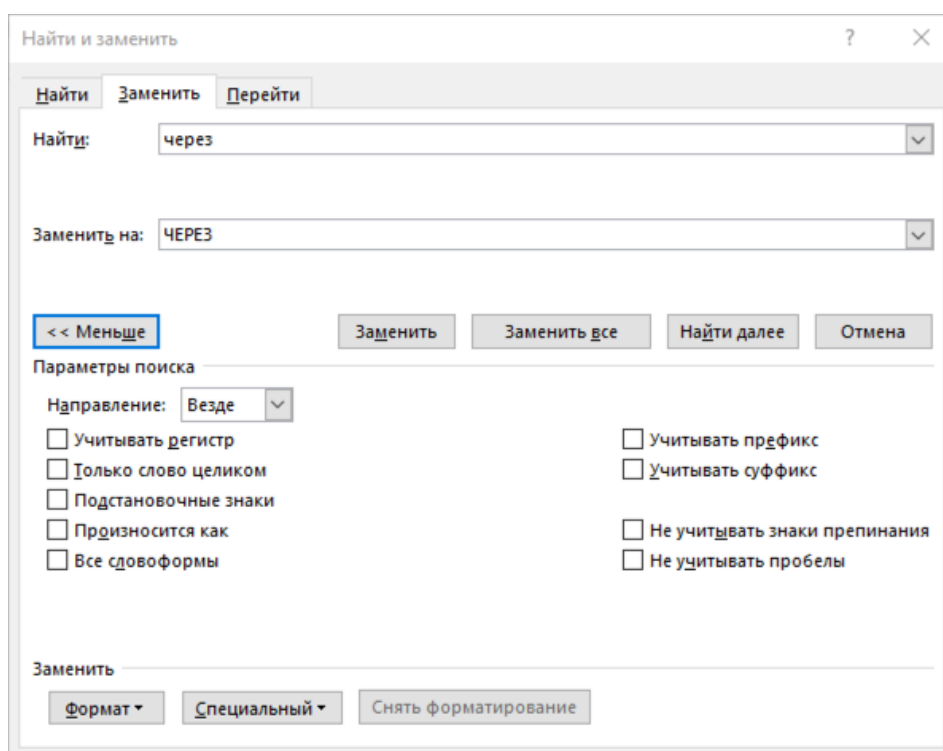 Найти и заменить
Найти Заменить Перейти
Найти: через
Заменить на: ЧЕРЕЗ
<< Меньше Заменить Заменить все Найти далее Отмена
Параметры поиска
Направление: Везде
Учитывать регистр Учитывать префикс
Только слово целиком Учитывать суффикс
Подстановочные знаки
Произносится как Не учитывать знаки препинания
Все словоформы Не учитывать пробелы
Заменить
Формат Специальный Снять форматирование